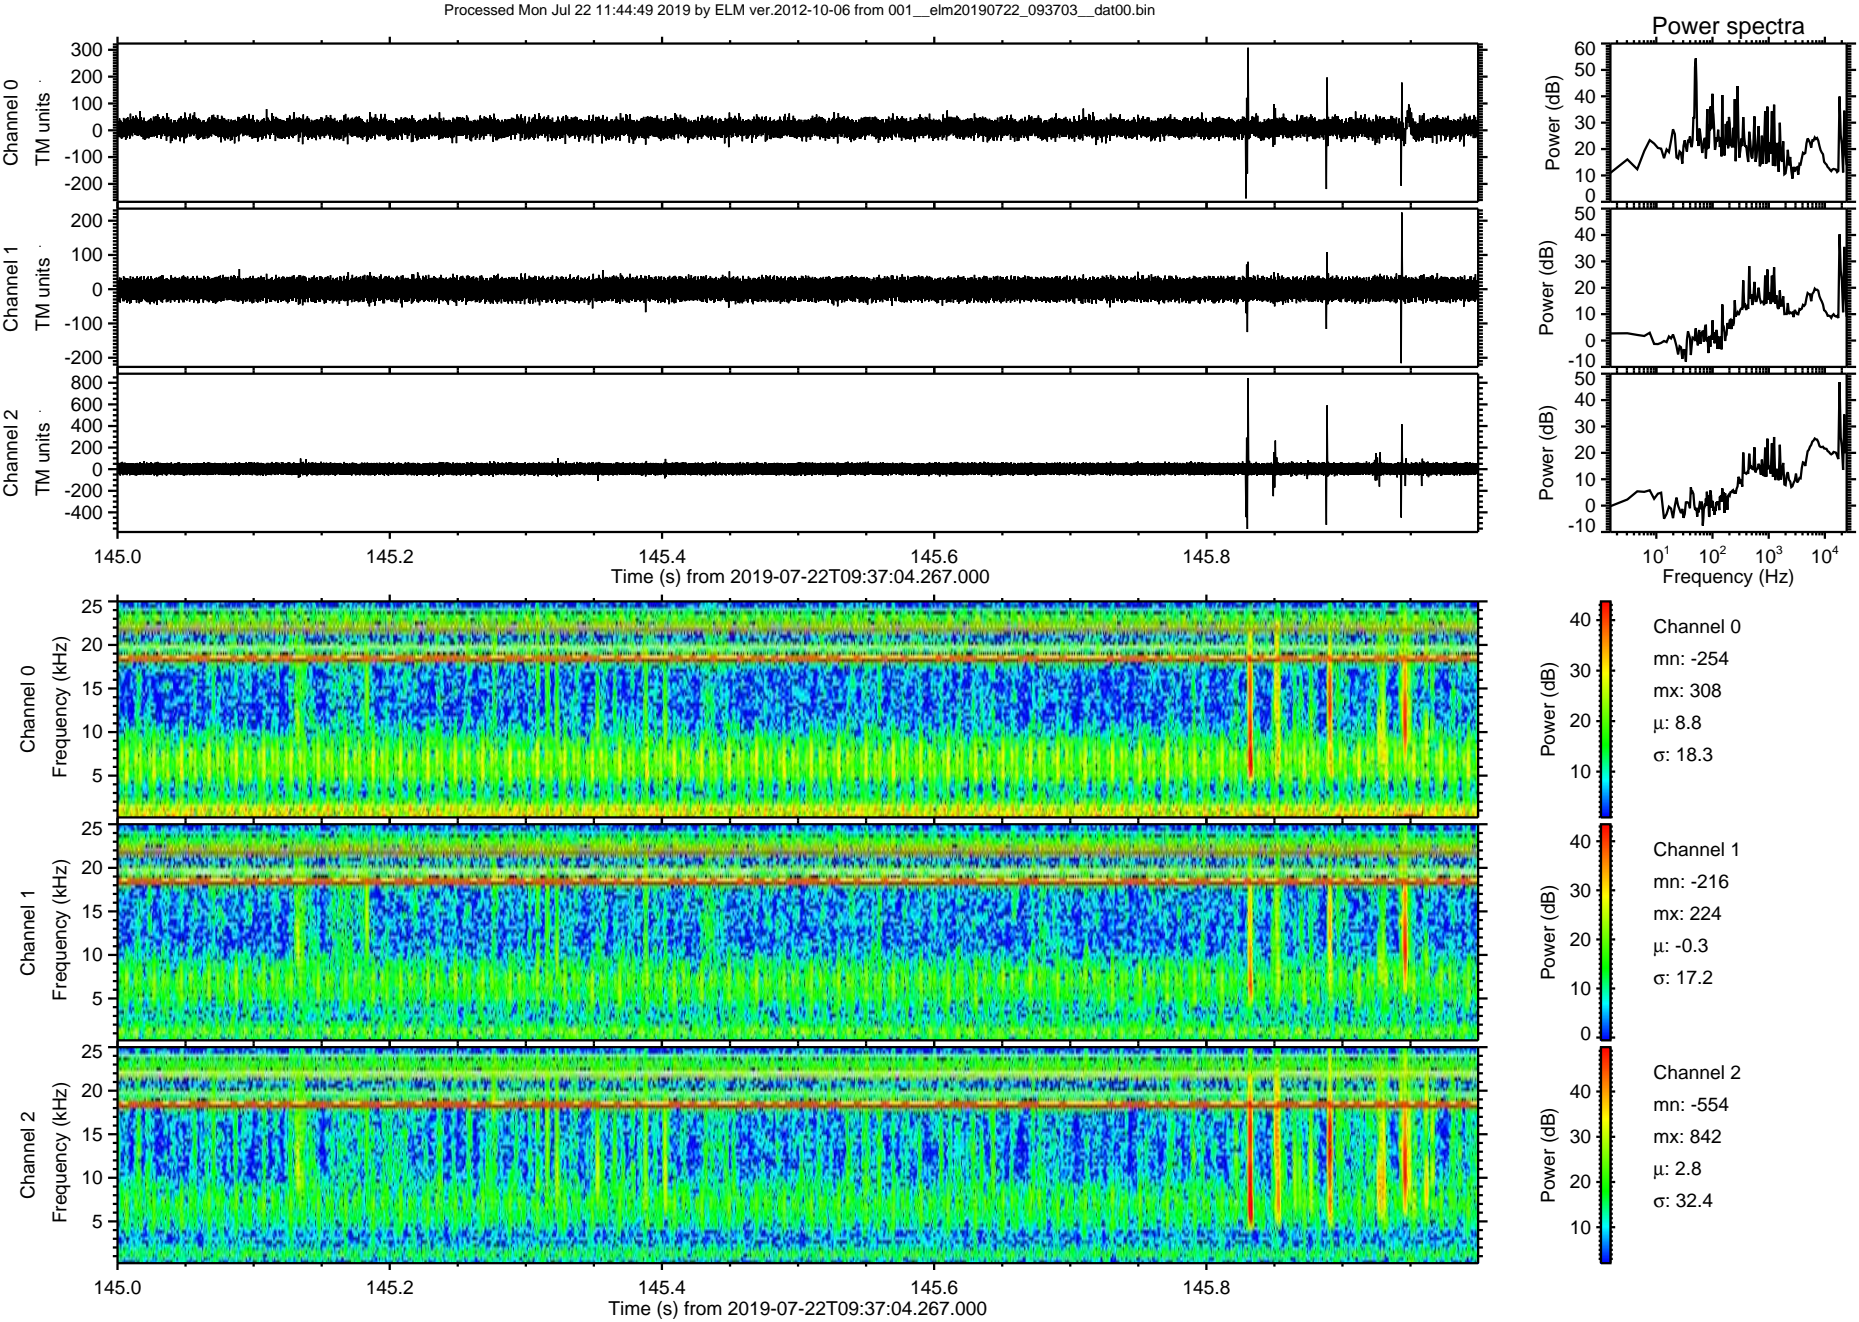 Processed Mon Jul 22 11:44:49 2019 by ELM ver.2012-10-06 from 001__elm20190722_093703__dat00.bin
Power spectra
Channel 0
TM units
300
200
100
0
-100
-200
Power (dB)
60
50
40
30
20
10
0
Channel 1
TM units
200
100
0
-100
-200
Power (dB)
50
40
30
20
10
0
-10
Channel 2
TM units
800
600
400
200
0
-200
-400
Power (dB)
50
40
30
20
10
0
-10
145.0 145.2 145.4 145.6 145.8
Time (s) from 2019-07-22T09:37:04.267.000
10¹ 10² 10³ 10⁴
Frequency (Hz)
Channel 0
Frequency (kHz)
25
20
15
10
5
Power (dB)
40
30
20
10
Channel 0
mn: -254
mx: 308
μ: 8.8
σ: 18.3
Channel 1
Frequency (kHz)
25
20
15
10
5
Power (dB)
40
30
20
10
0
Channel 1
mn: -216
mx: 224
μ: -0.3
σ: 17.2
Channel 2
Frequency (kHz)
25
20
15
10
5
Power (dB)
40
30
20
10
Channel 2
mn: -554
mx: 842
μ: 2.8
σ: 32.4
145.0 145.2 145.4 145.6 145.8
Time (s) from 2019-07-22T09:37:04.267.000